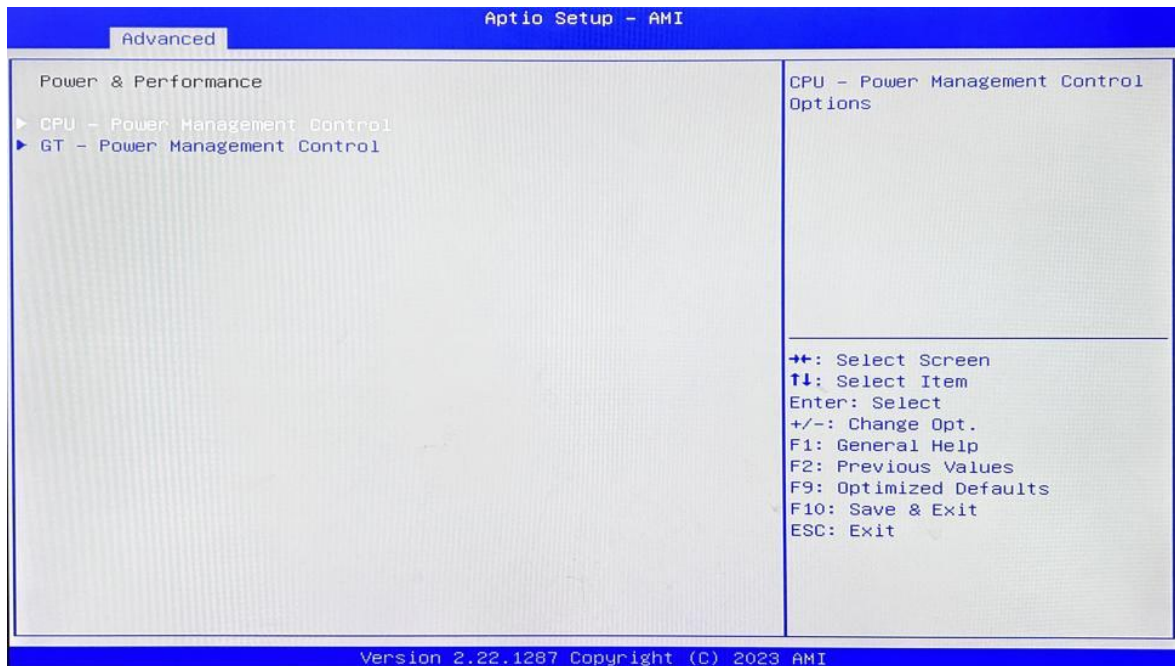 Aptio Setup – AMI
Advanced
Power & Performance
▶ CPU – Power Management Control
▶ GT – Power Management Control
CPU – Power Management Control
Options
→←: Select Screen
↑↓: Select Item
Enter: Select
+/-: Change Opt.
F1: General Help
F2: Previous Values
F9: Optimized Defaults
F10: Save & Exit
ESC: Exit
Version 2.22.1287 Copyright (C) 2023 AMI